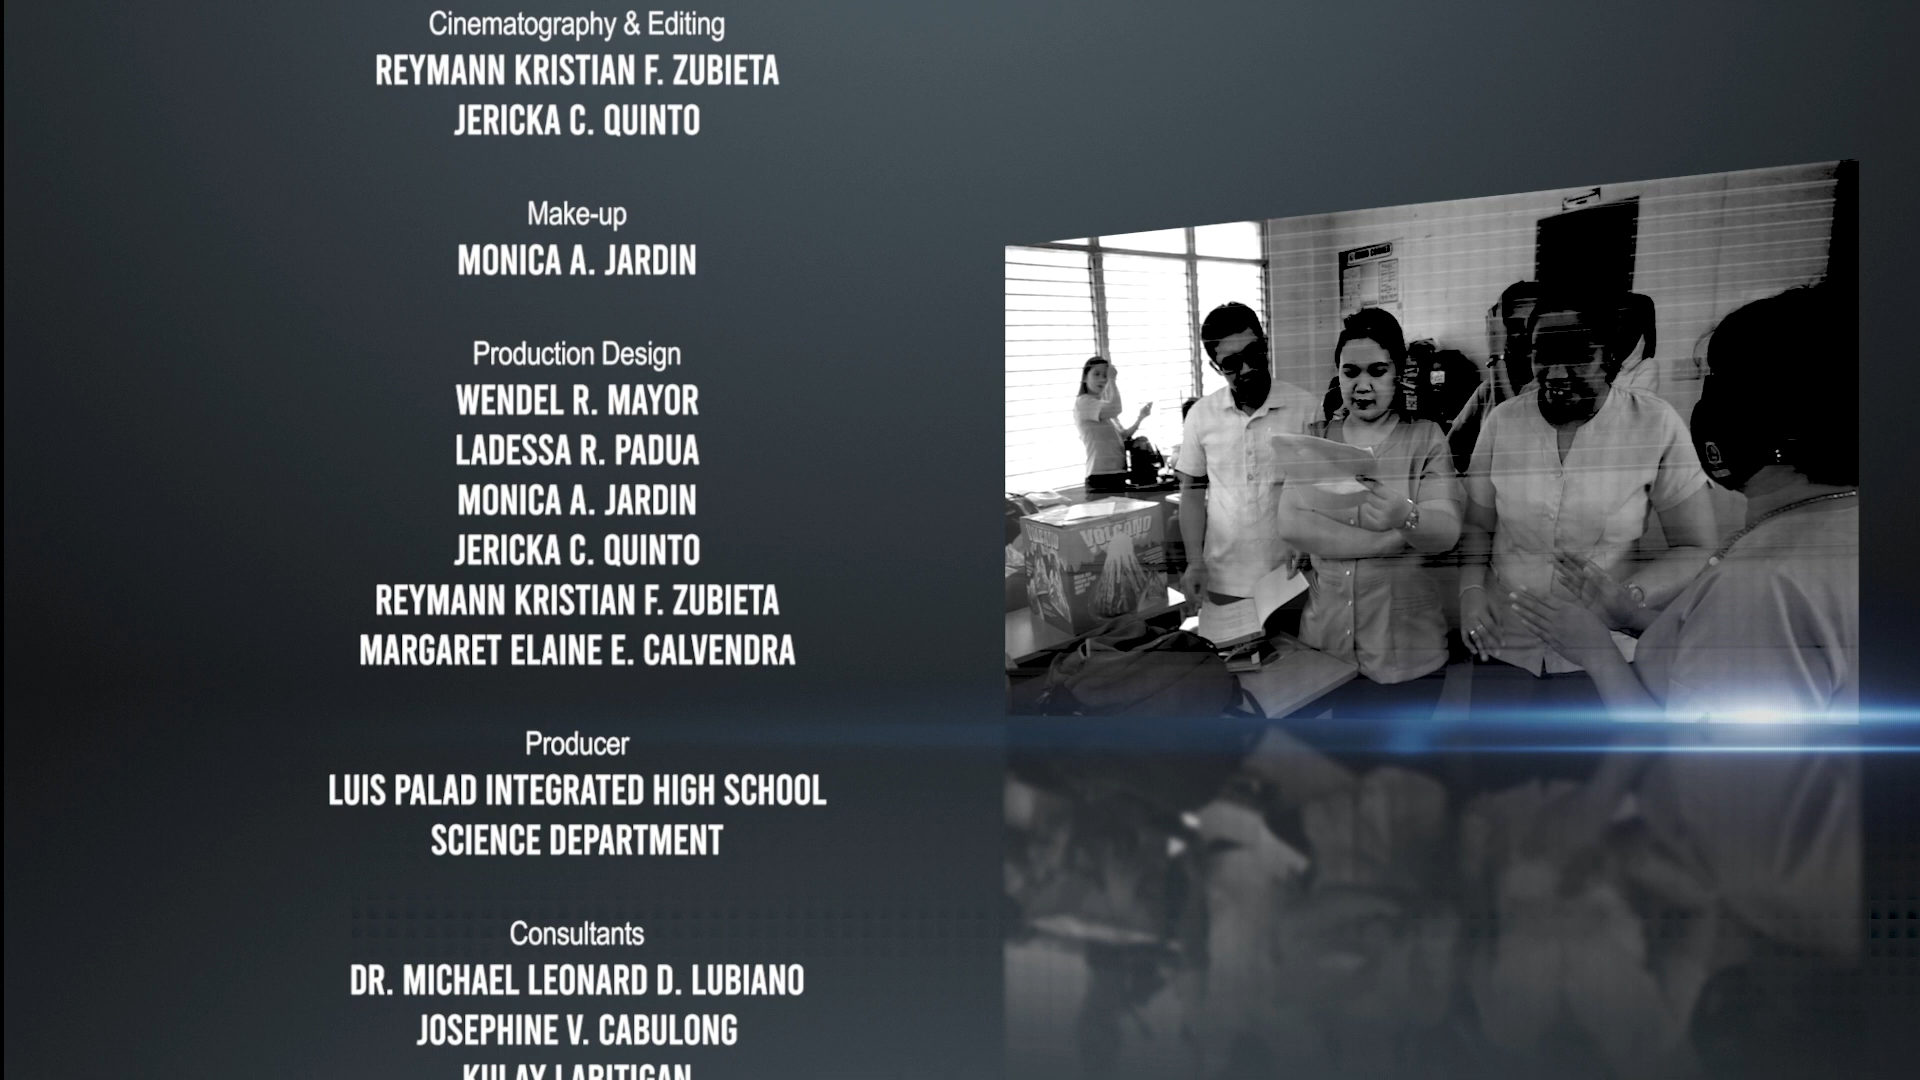 Cinematography & Editing
REYMANN KRISTIAN F. ZUBIETA
JERICKA C. QUINTO
Make-up
MONICA A. JARDIN
Production Design
WENDEL R. MAYOR
LADESSA R. PADUA
MONICA A. JARDIN
JERICKA C. QUINTO
REYMANN KRISTIAN F. ZUBIETA
MARGARET ELAINE E. CALVENDRA
Producer
LUIS PALAD INTEGRATED HIGH SCHOOL
SCIENCE DEPARTMENT
Consultants
DR. MICHAEL LEONARD D. LUBIANO
JOSEPHINE V. CABULONG
VOLCANO
VOLCANO